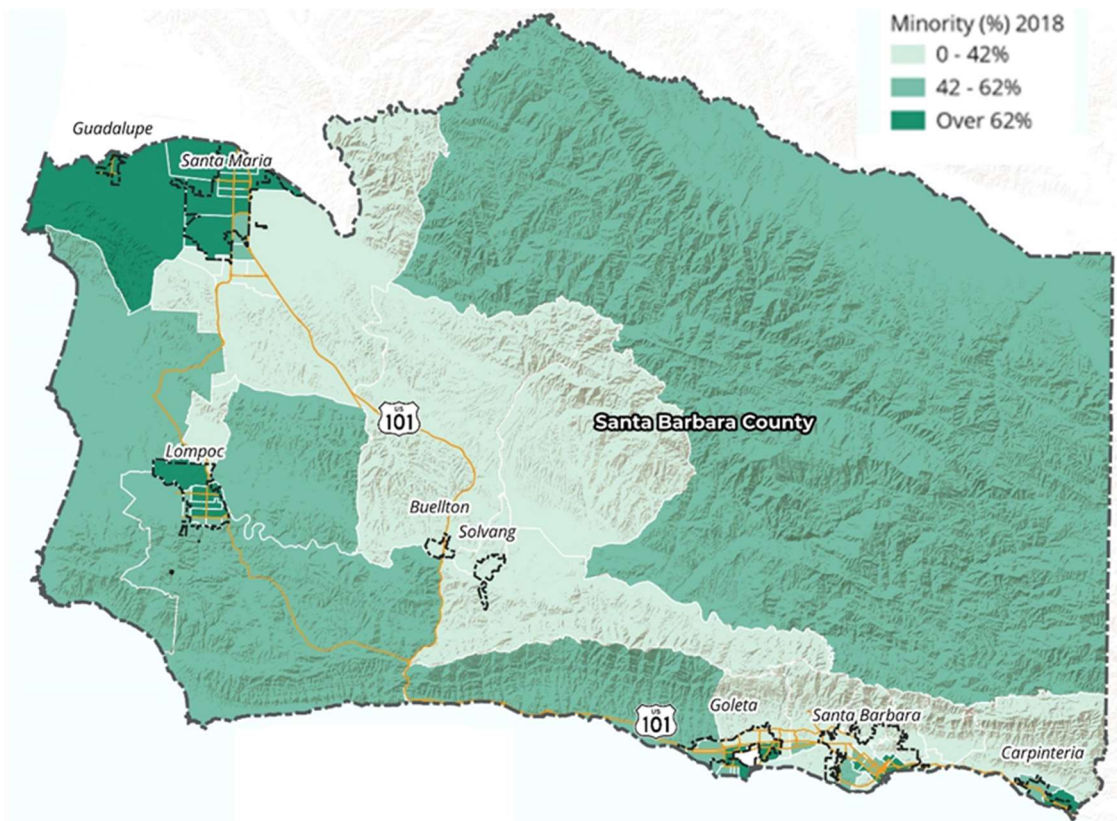 Minority (%) 2018
0 - 42%
42 - 62%
Over 62%
Guadalupe
Santa Maria
US
101
Santa Barbara County
Lompoc
Buellton
Solvang
Goleta
US
101
Santa Barbara
Carpinteria